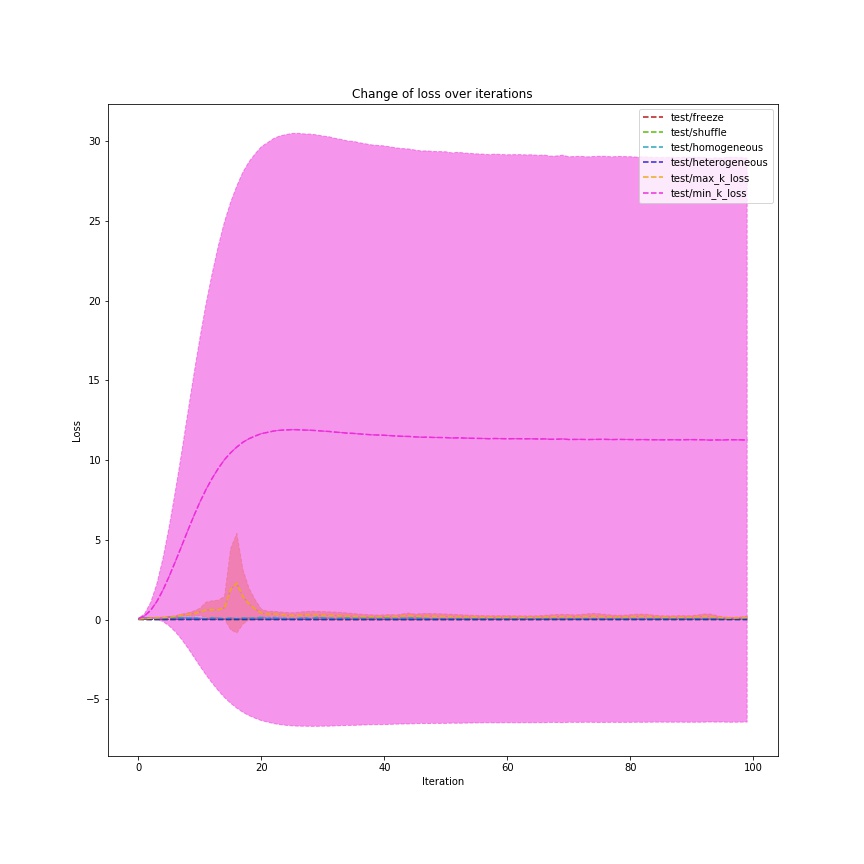 Change of loss over iterations
test/freeze
test/shuffle
test/homogeneous
test/heterogeneous
test/max_k_loss
test/min_k_loss
30
25
20
15
10
5
0
−5
Loss
0 20 40 60 80 100
Iteration